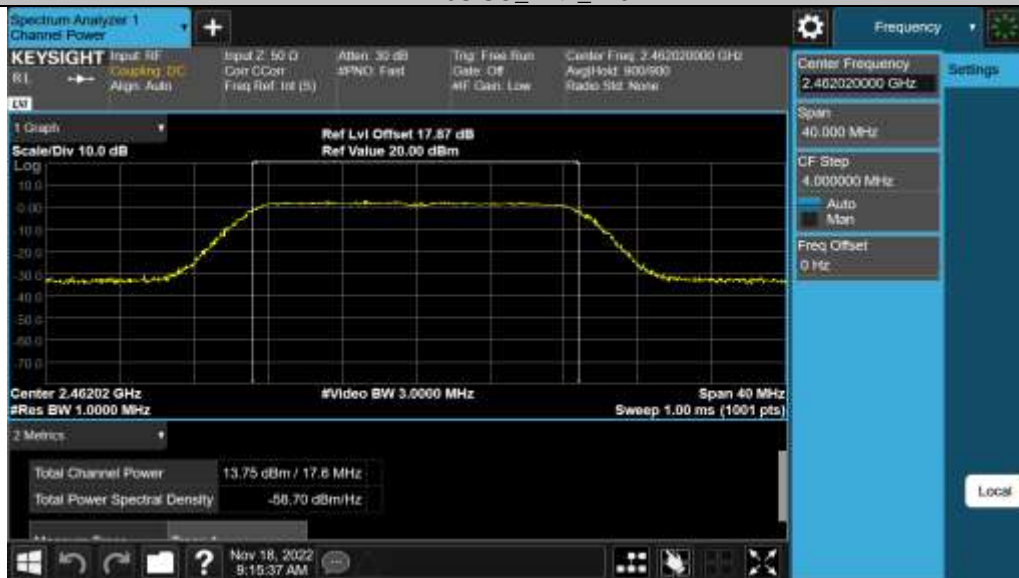 Spectrum Analyzer 1
Channel Power
Frequency
KEYSIGHT Input: RF
Coupling: DC
Align: Auto
Input Z: 50 Ω
Corr CCorr
Freq Ref: Int (S)
Atten: 30 dB
#PNO: Fast
Trig: Free Run
Gate: Off
#IF Gain: Low
Center Freq: 2.462020000 GHz
Avg|Hold: 900/900
Radio Std: None
RL
LXI
Center Frequency
2.462020000 GHz
Settings
Span
40.000 MHz
CF Step
4.000000 MHz
Auto
Man
Freq Offset
0 Hz
1 Graph
Scale/Div 10.0 dB
Ref Lvl Offset 17.87 dB
Ref Value 20.00 dBm
Log
10.0
0.00
-10.0
-20.0
-30.0
-40.0
-50.0
-60.0
-70.0
Center 2.46202 GHz
#Video BW 3.0000 MHz
Span 40 MHz
#Res BW 1.0000 MHz
Sweep 1.00 ms (1001 pts)
2 Metrics
Total Channel Power 13.75 dBm / 17.6 MHz
Total Power Spectral Density -58.70 dBm/Hz
Local
? Nov 18, 2022
9:15:37 AM